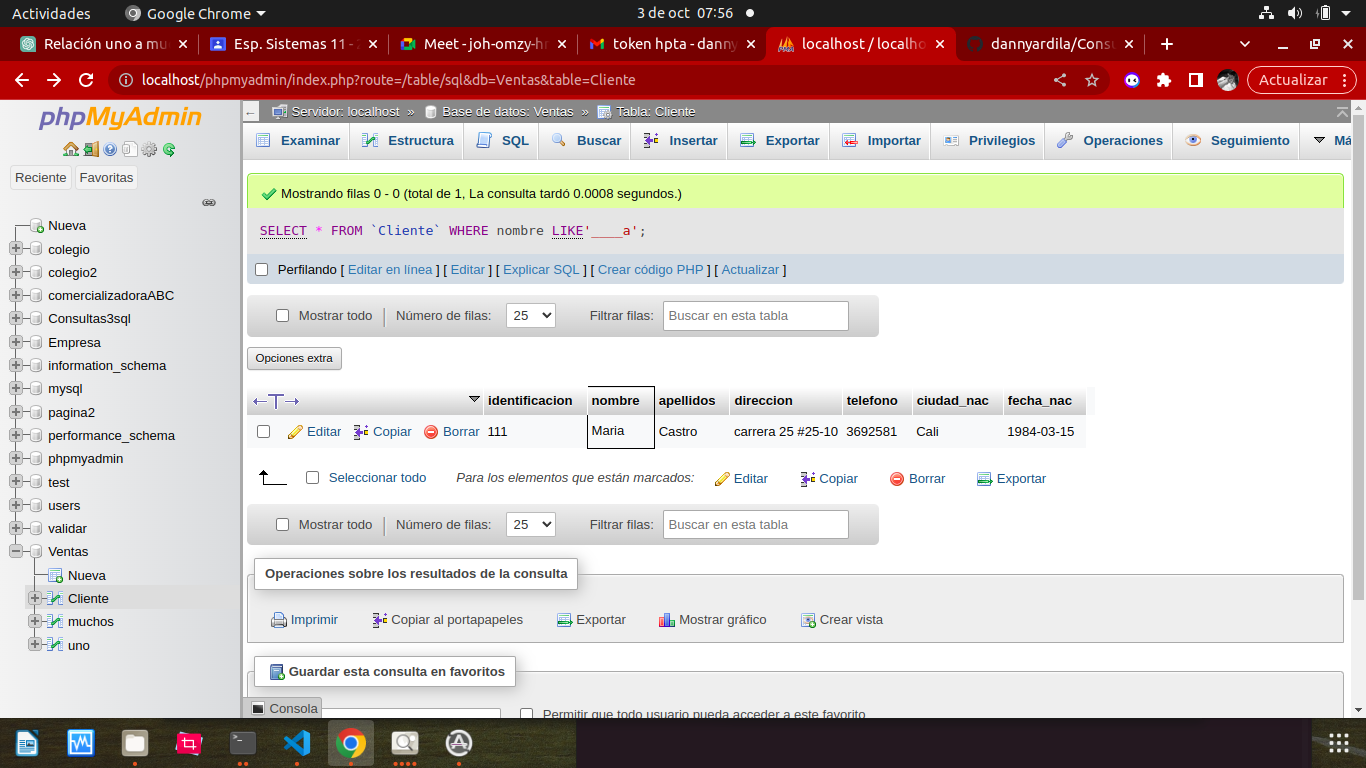 Actividades Google Chrome 3 de oct 07:56
Relación uno a mu Esp. Sistemas 11 - 2 Meet - joh-omzy-hr token hpta - danny localhost / localho dannyardila/Consu
localhost/phpmyadmin/index.php?route=/table/sql&db=Ventas&table=Cliente Actualizar
phpMyAdmin
Reciente Favoritas
Nueva
colegio
colegio2
comercializadoraABC
Consultas3sql
Empresa
information_schema
mysql
pagina2
performance_schema
phpmyadmin
test
users
validar
Ventas
Nueva
Cliente
muchos
uno
Servidor: localhost » Base de datos: Ventas » Tabla: Cliente
Examinar Estructura SQL Buscar Insertar Exportar Importar Privilegios Operaciones Seguimiento Má
Mostrando filas 0 - 0 (total de 1, La consulta tardó 0.0008 segundos.)
SELECT * FROM `Cliente` WHERE nombre LIKE'____a';
Perfilando [ Editar en línea ] [ Editar ] [ Explicar SQL ] [ Crear código PHP ] [ Actualizar ]
Mostrar todo Número de filas: 25 Filtrar filas: Buscar en esta tabla
Opciones extra
←T→ identificacion nombre apellidos direccion telefono ciudad_nac fecha_nac
Editar Copiar Borrar 111 Maria Castro carrera 25 #25-10 3692581 Cali 1984-03-15
Seleccionar todo Para los elementos que están marcados: Editar Copiar Borrar Exportar
Mostrar todo Número de filas: 25 Filtrar filas: Buscar en esta tabla
Operaciones sobre los resultados de la consulta
Imprimir Copiar al portapapeles Exportar Mostrar gráfico Crear vista
Guardar esta consulta en favoritos
Consola Permitir que todo usuario pueda acceder a este favorito